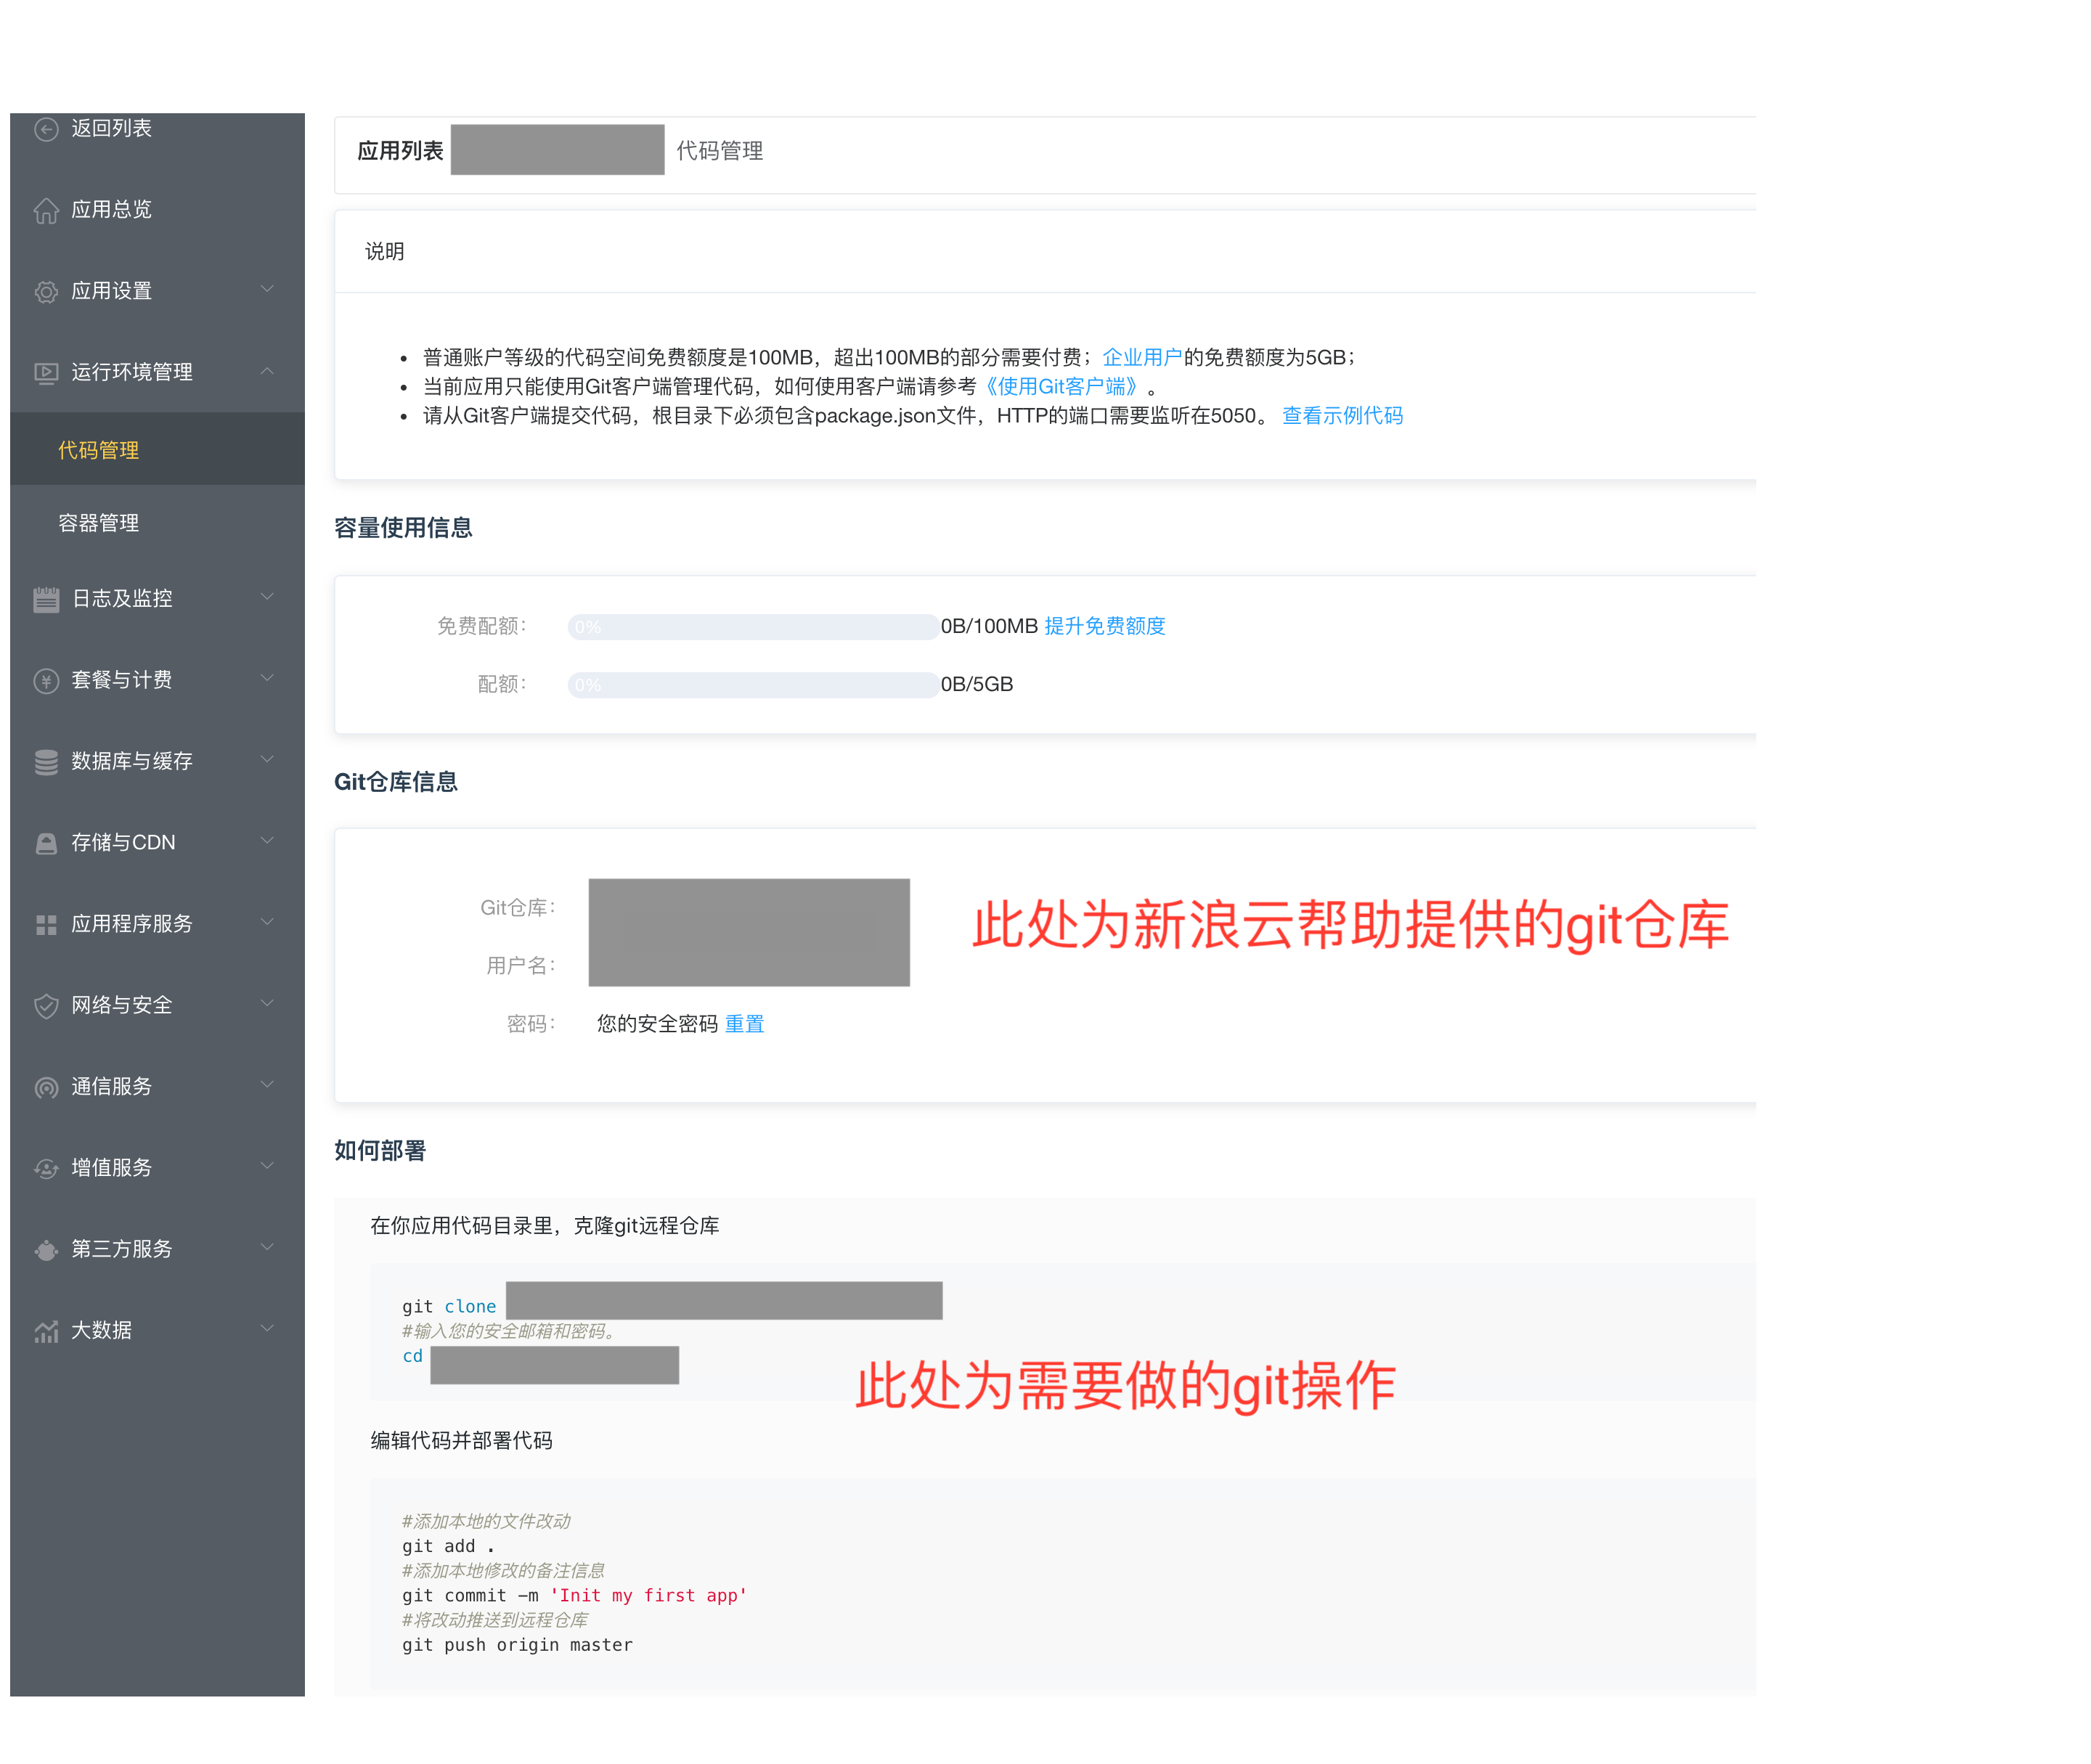 返回列表
应用总览
应用设置
运行环境管理
代码管理
容器管理
日志及监控
套餐与计费
数据库与缓存
存储与CDN
应用程序服务
网络与安全
通信服务
增值服务
第三方服务
大数据
应用列表 代码管理
说明
• 普通账户等级的代码空间免费额度是100MB，超出100MB的部分需要付费；企业用户的免费额度为5GB；
• 当前应用只能使用Git客户端管理代码，如何使用客户端请参考《使用Git客户端》。
• 请从Git客户端提交代码，根目录下必须包含package.json文件，HTTP的端口需要监听在5050。 查看示例代码
容量使用信息
免费配额： 0% 0B/100MB 提升免费额度
配额： 0% 0B/5GB
Git仓库信息
Git仓库：
此处为新浪云帮助提供的git仓库
用户名：
密码： 您的安全密码 重置
如何部署
在你应用代码目录里，克隆git远程仓库
git clone
#输入您的安全邮箱和密码。
cd
此处为需要做的git操作
编辑代码并部署代码
#添加本地的文件改动
git add .
#添加本地修改的备注信息
git commit -m 'Init my first app'
#将改动推送到远程仓库
git push origin master